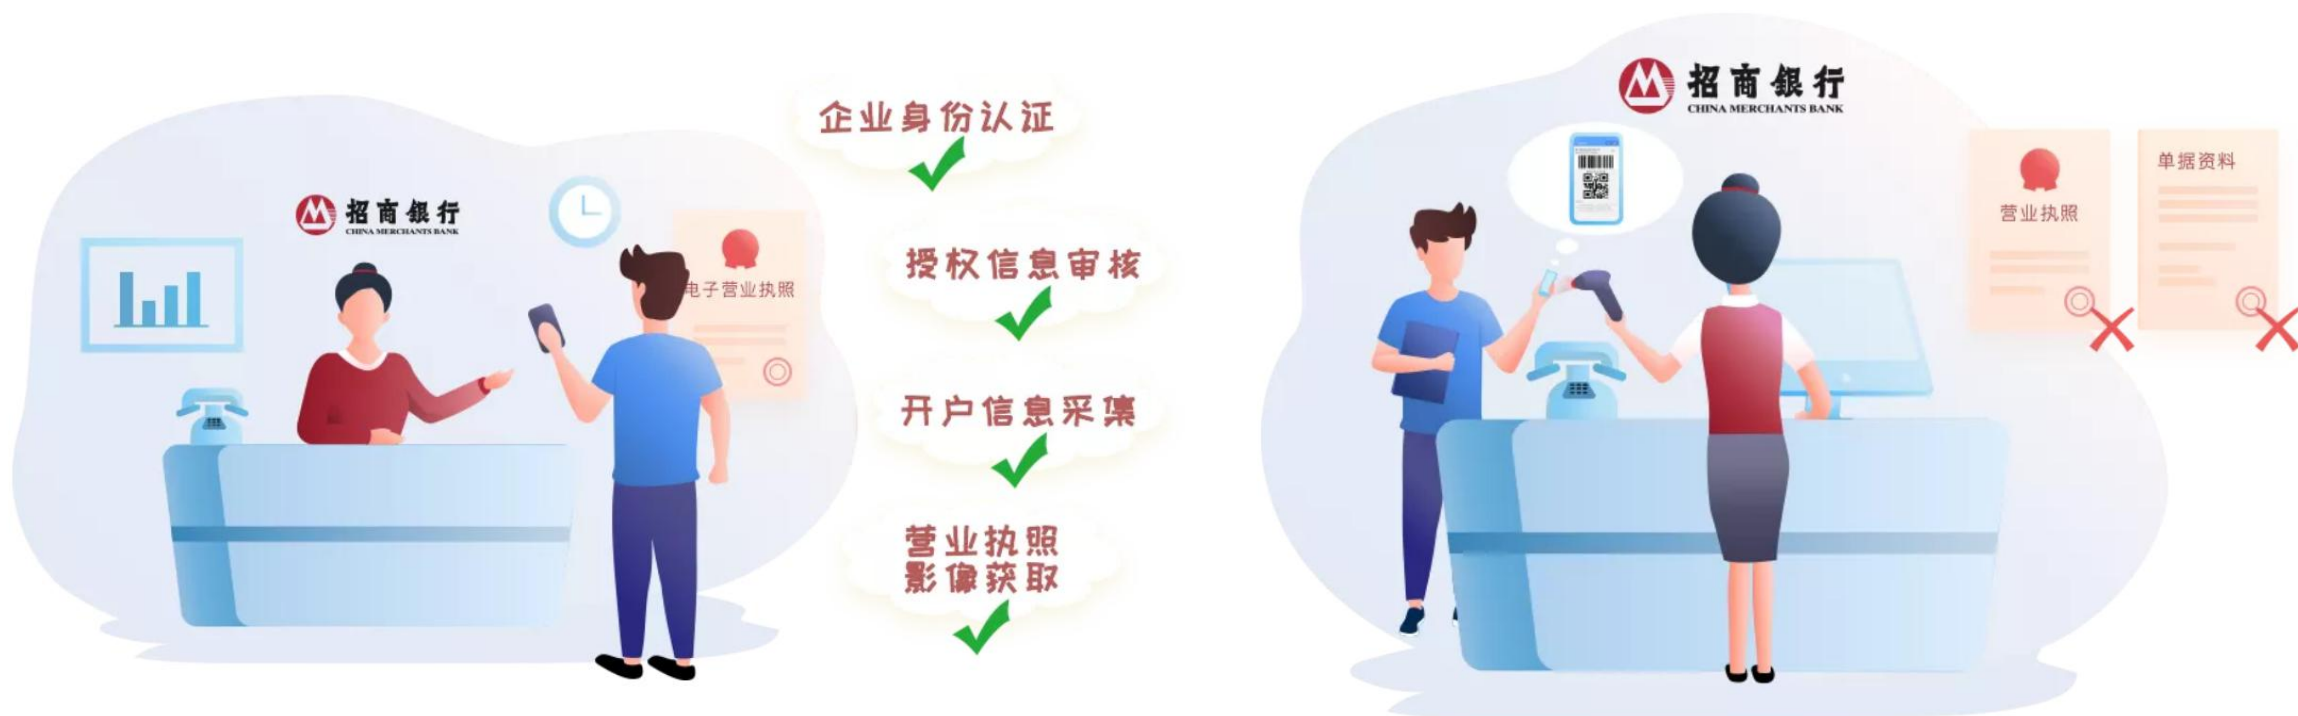 招商银行
CHINA MERCHANTS BANK
电子营业执照
企业身份认证
授权信息审核
开户信息采集
营业执照
影像获取
招商银行
CHINA MERCHANTS BANK
营业执照
单据资料